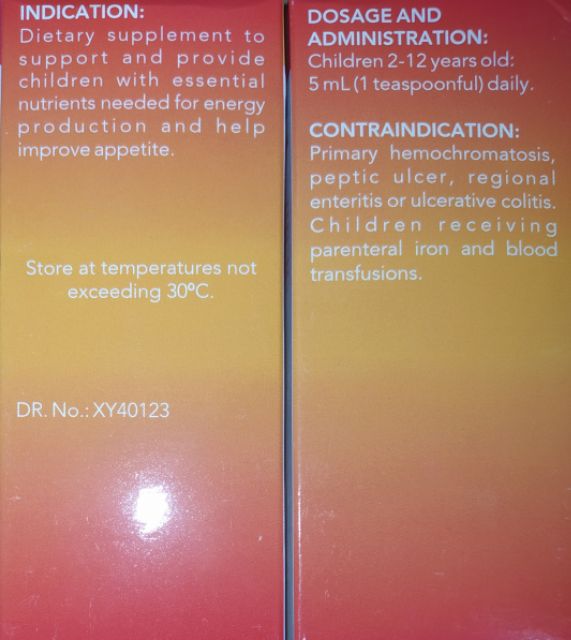 INDICATION:
Dietary supplement to
support and provide
children with essential
nutrients needed for energy
production and help
improve appetite.
Store at temperatures not
exceeding 30ºC.
DR. No.: XY40123
DOSAGE AND
ADMINISTRATION:
Children 2-12 years old:
5 mL (1 teaspoonful) daily.
CONTRAINDICATION:
Primary hemochromatosis,
peptic ulcer, regional
enteritis or ulcerative colitis.
Children receiving
parenteral iron and blood
transfusions.